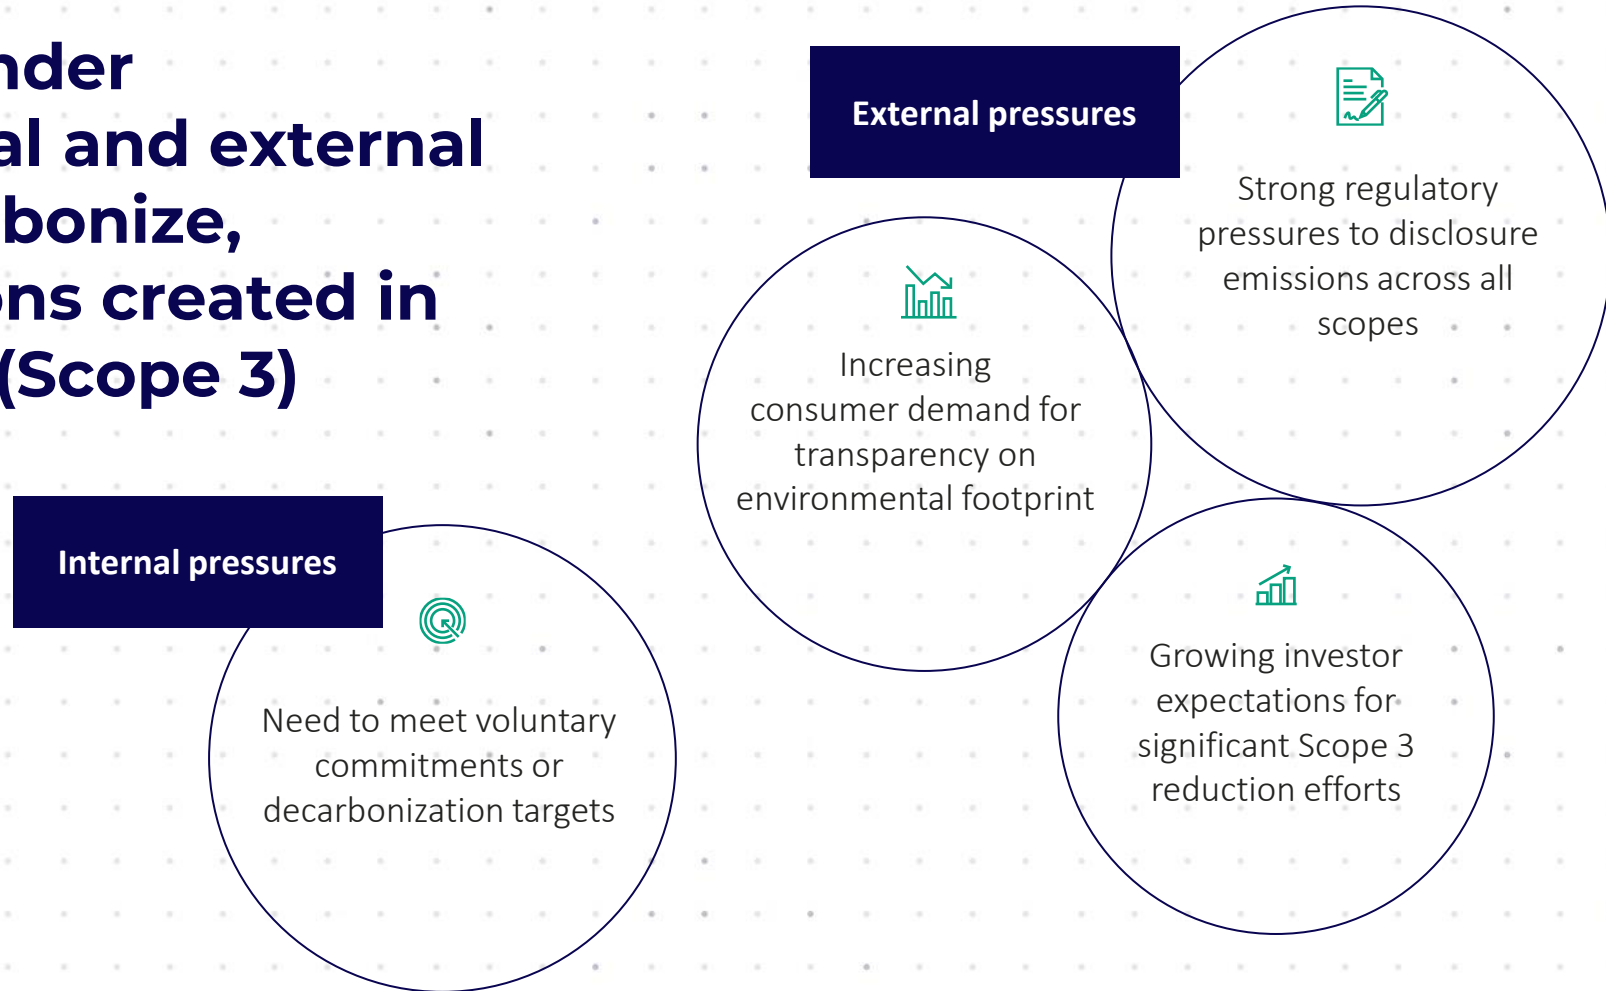 nder
al and external
bonize,
ons created in
(Scope 3)
External pressures
Strong regulatory
pressures to disclosure
emissions across all
scopes
Increasing
consumer demand for
transparency on
environmental footprint
Growing investor
expectations for
significant Scope 3
reduction efforts
Internal pressures
Need to meet voluntary
commitments or
decarbonization targets